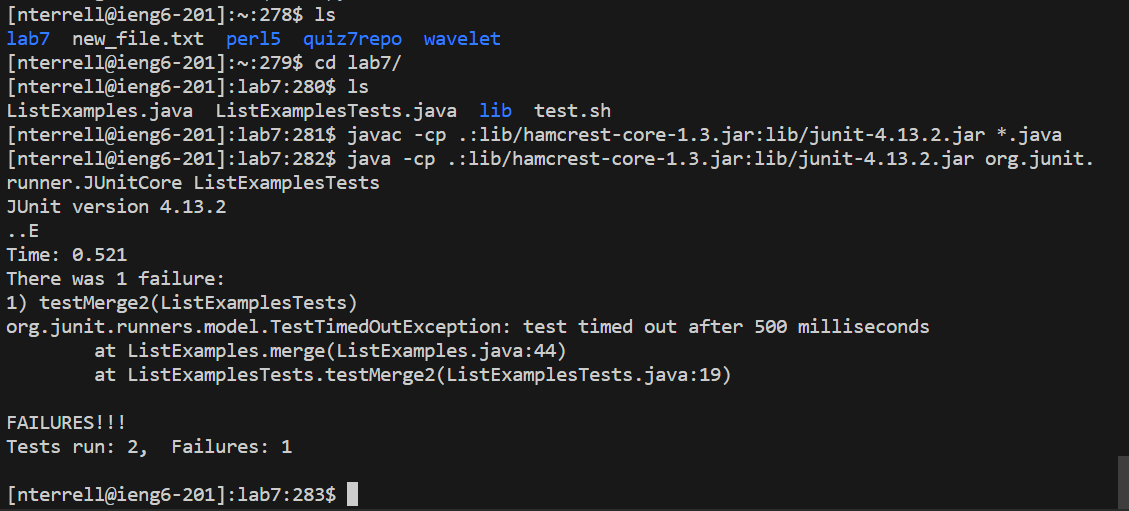 [nterrell@ieng6-201]:~:278$ ls
lab7  new_file.txt  perl5  quiz7repo  wavelet
[nterrell@ieng6-201]:~:279$ cd lab7/
[nterrell@ieng6-201]:lab7:280$ ls
ListExamples.java  ListExamplesTests.java  lib  test.sh
[nterrell@ieng6-201]:lab7:281$ javac -cp .:lib/hamcrest-core-1.3.jar:lib/junit-4.13.2.jar *.java
[nterrell@ieng6-201]:lab7:282$ java -cp .:lib/hamcrest-core-1.3.jar:lib/junit-4.13.2.jar org.junit.
runner.JUnitCore ListExamplesTests
JUnit version 4.13.2
..E
Time: 0.521
There was 1 failure:
1) testMerge2(ListExamplesTests)
org.junit.runners.model.TestTimedOutException: test timed out after 500 milliseconds
        at ListExamples.merge(ListExamples.java:44)
        at ListExamplesTests.testMerge2(ListExamplesTests.java:19)

FAILURES!!!
Tests run: 2,  Failures: 1

[nterrell@ieng6-201]:lab7:283$